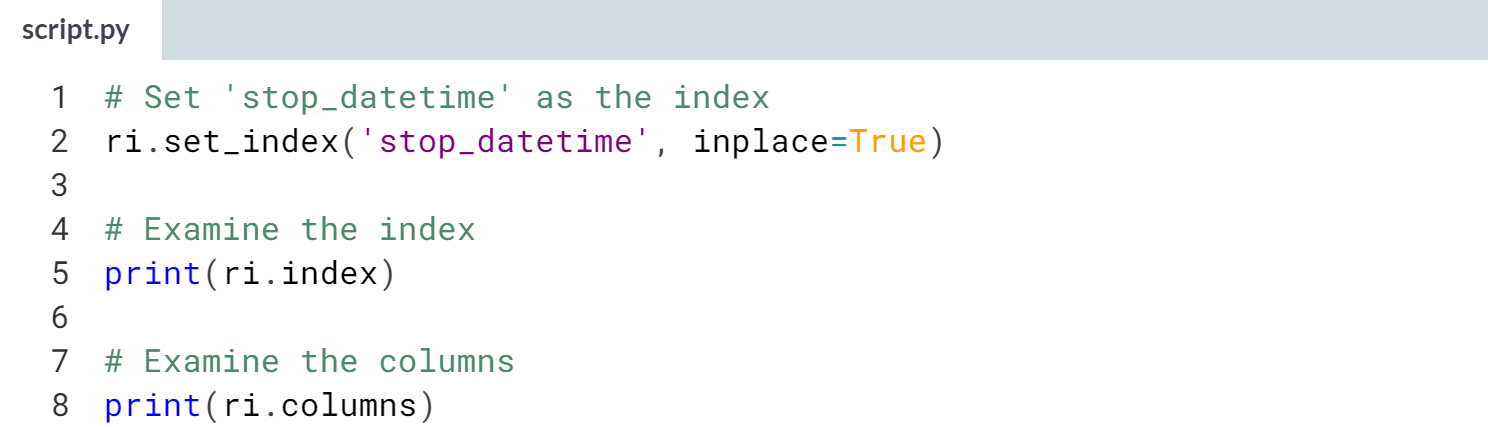 script.py
1 # Set 'stop_datetime' as the index
2 ri.set_index('stop_datetime', inplace=True)
3
4 # Examine the index
5 print(ri.index)
6
7 # Examine the columns
8 print(ri.columns)